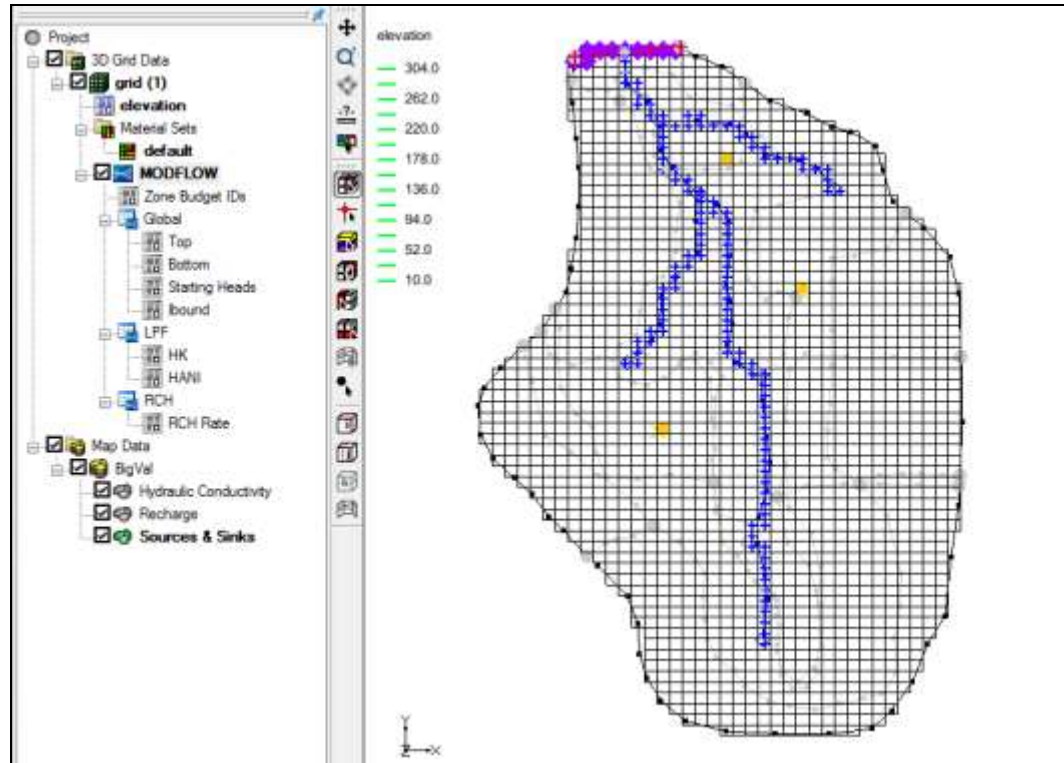 Project
3D Grid Data
grid (1)
elevation
Material Sets
default
MODFLOW
Zone Budget IDs
Global
Top
Bottom
Starting Heads
Ibound
LPF
HK
HANI
RCH
RCH Rate
Map Data
BigVal
Hydraulic Conductivity
Recharge
Sources & Sinks
elevation
304.0
262.0
220.0
178.0
136.0
94.0
52.0
10.0
Y
Z X